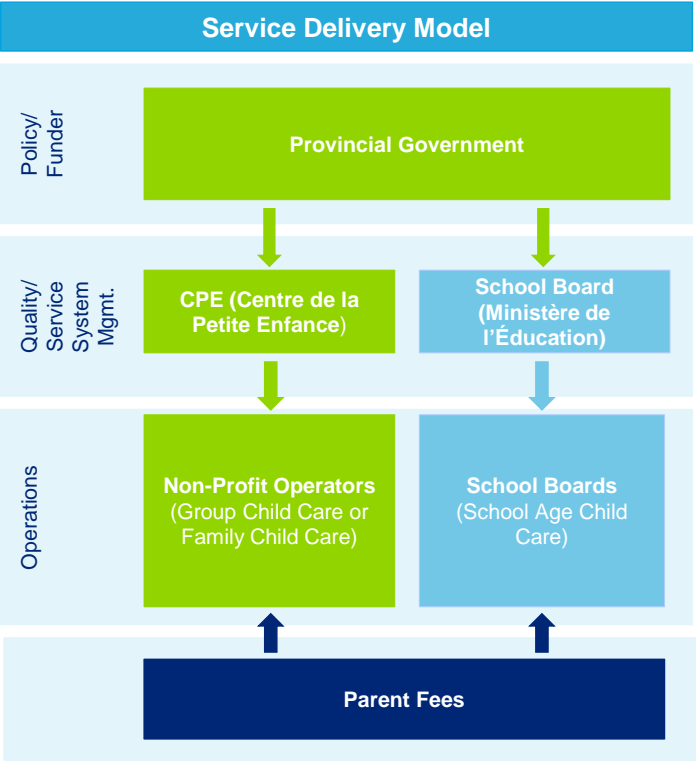 Service Delivery Model
Policy/
Funder
Provincial Government
Quality/
Service
System
Mgmt.
CPE (Centre de la
Petite Enfance)
School Board
(Ministère de
l’Éducation)
Operations
Non-Profit Operators
(Group Child Care or
Family Child Care)
School Boards
(School Age Child
Care)
Parent Fees